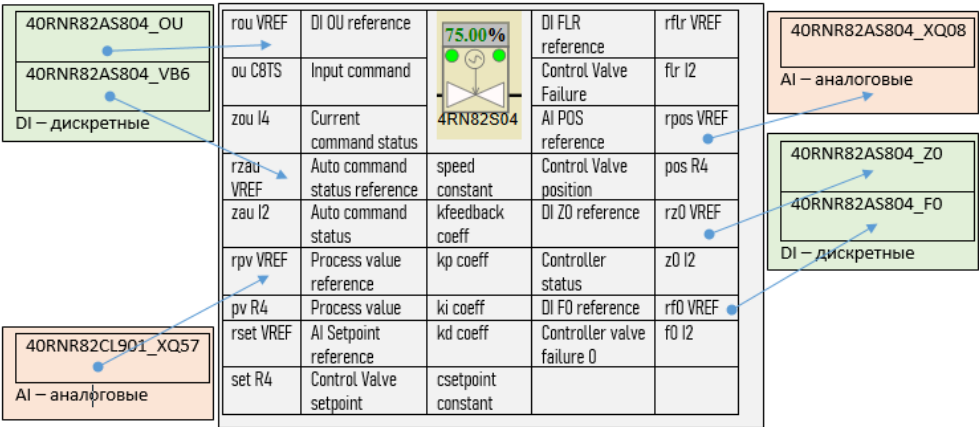 40RNR82AS804_OU
40RNR82AS804_VB6
DI – дискретные
40RNR82CL901_XQ57
AI – аналоговые
rou VREF
DI OU reference
75.00%
DI FLR
reference
rflr VREF
ou C8TS
Input command
Control Valve
Failure
flr I2
zou I4
Current
command status
4RN82S04
AI POS
reference
rpos VREF
rzau
VREF
Auto command
status reference
speed
constant
Control Valve
position
pos R4
zau I2
Auto command
status
kfeedback
coeff
DI Z0 reference
rz0 VREF
rpv VREF
Process value
reference
kp coeff
Controller
status
z0 I2
pv R4
Process value
ki coeff
DI F0 reference
rf0 VREF
rset VREF
AI Setpoint
reference
kd coeff
Controller valve
failure 0
f0 I2
set R4
Control Valve
setpoint
csetpoint
constant
40RNR82AS804_XQ08
AI – аналоговые
40RNR82AS804_Z0
40RNR82AS804_F0
DI – дискретные